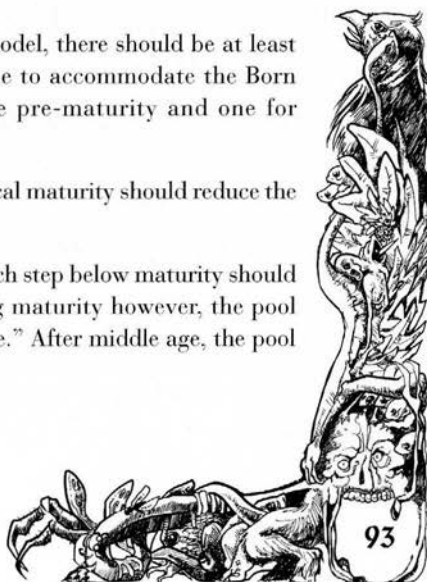 odel, there should be at least
e to accommodate the Born
e pre-maturity and one for
cal maturity should reduce the
ch step below maturity should
g maturity however, the pool
e.” After middle age, the pool
93